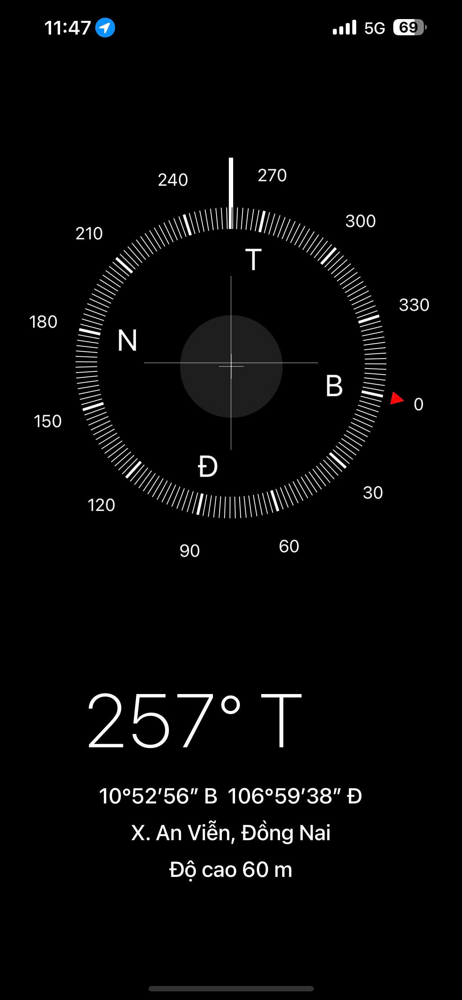 11:47 5G 69
240 270
210 300
T
330
180
N
B
0
150
Đ
30
120
60
90
257° T
10°52′56″ B 106°59′38″ Đ
X. An Viễn, Đồng Nai
Độ cao 60 m